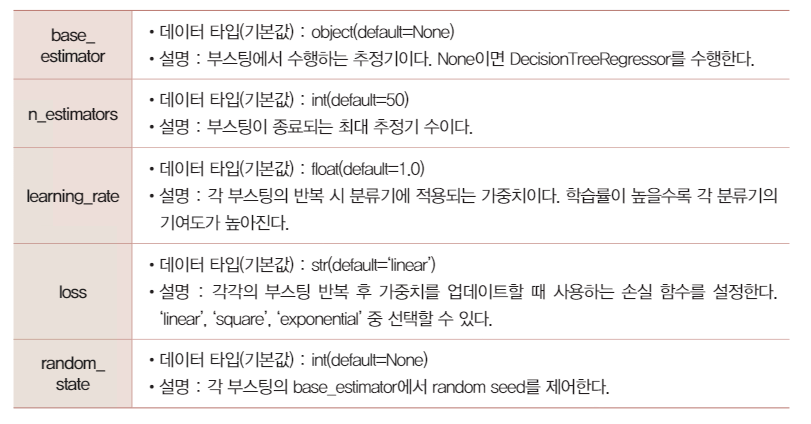 base_
estimator
• 데이터 타입(기본값) : object(default=None)
• 설명 : 부스팅에서 수행하는 추정기이다. None이면 DecisionTreeRegressor를 수행한다.
n_estimators
• 데이터 타입(기본값) : int(default=50)
• 설명 : 부스팅이 종료되는 최대 추정기 수이다.
learning_rate
• 데이터 타입(기본값) : float(default=1.0)
• 설명 : 각 부스팅의 반복 시 분류기에 적용되는 가중치이다. 학습률이 높을수록 각 분류기의
기여도가 높아진다.
loss
• 데이터 타입(기본값) : str(default=‘linear’)
• 설명 : 각각의 부스팅 반복 후 가중치를 업데이트할 때 사용하는 손실 함수를 설정한다.
‘linear’, ‘square’, ‘exponential’ 중 선택할 수 있다.
random_
state
• 데이터 타입(기본값) : int(default=None)
• 설명 : 각 부스팅의 base_estimator에서 random seed를 제어한다.